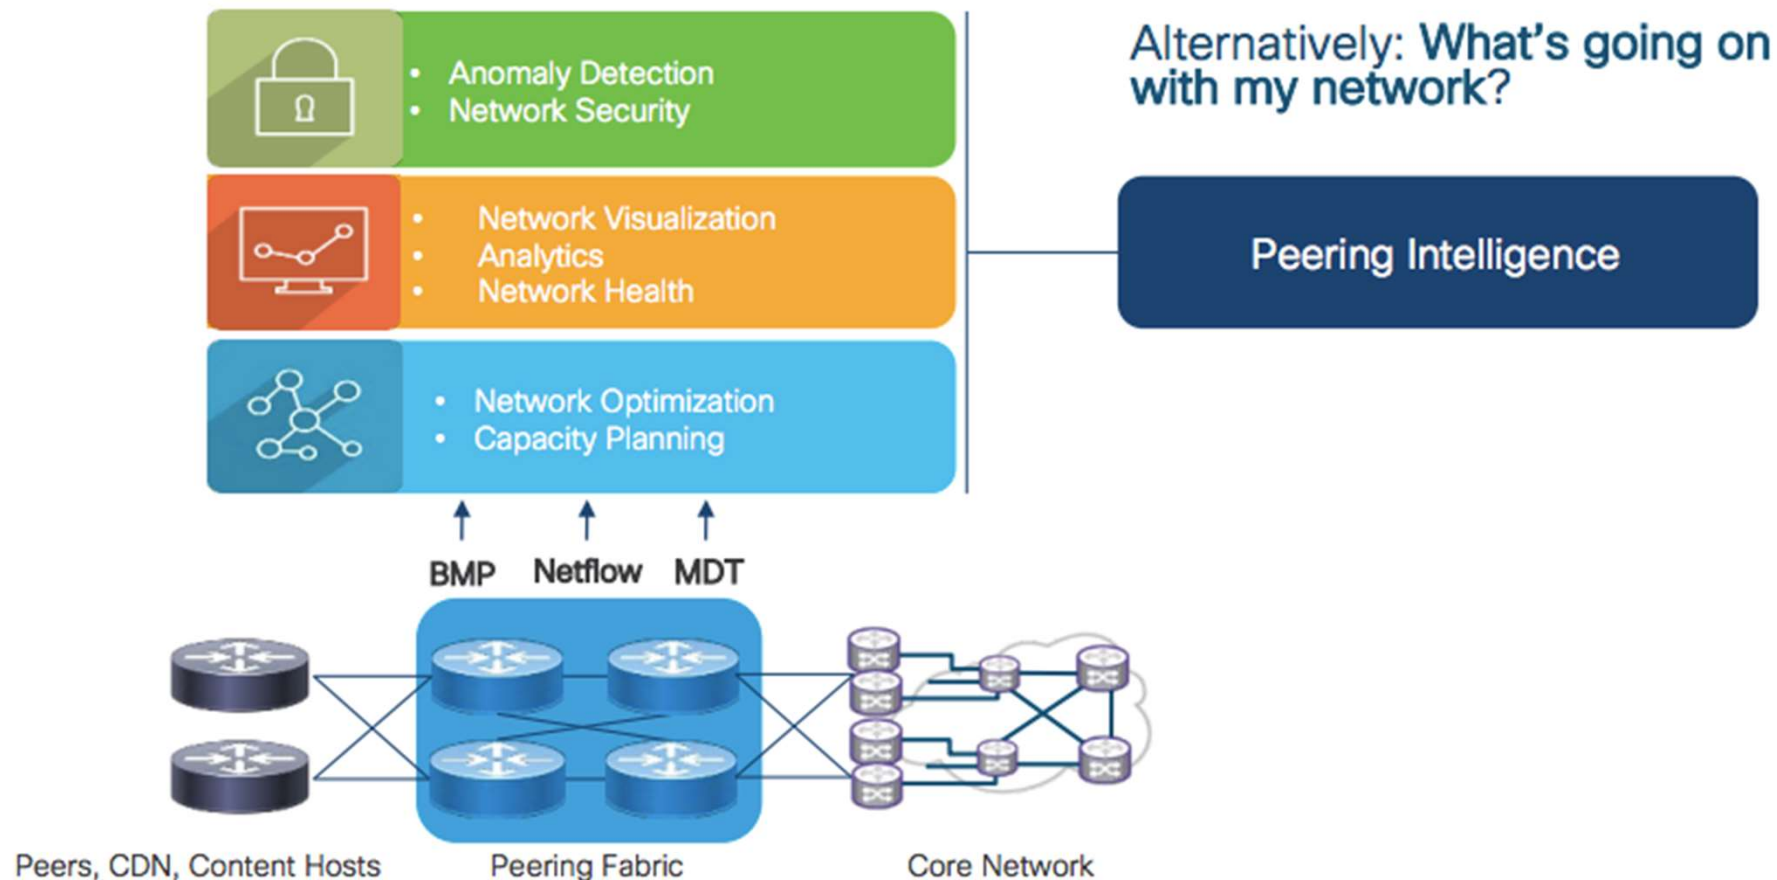 Alternatively: What's going on
with my network?
• Anomaly Detection
• Network Security
• Network Visualization
• Analytics
• Network Health
Peering Intelligence
• Network Optimization
• Capacity Planning
BMP Netflow MDT
Peers, CDN, Content Hosts
Peering Fabric
Core Network